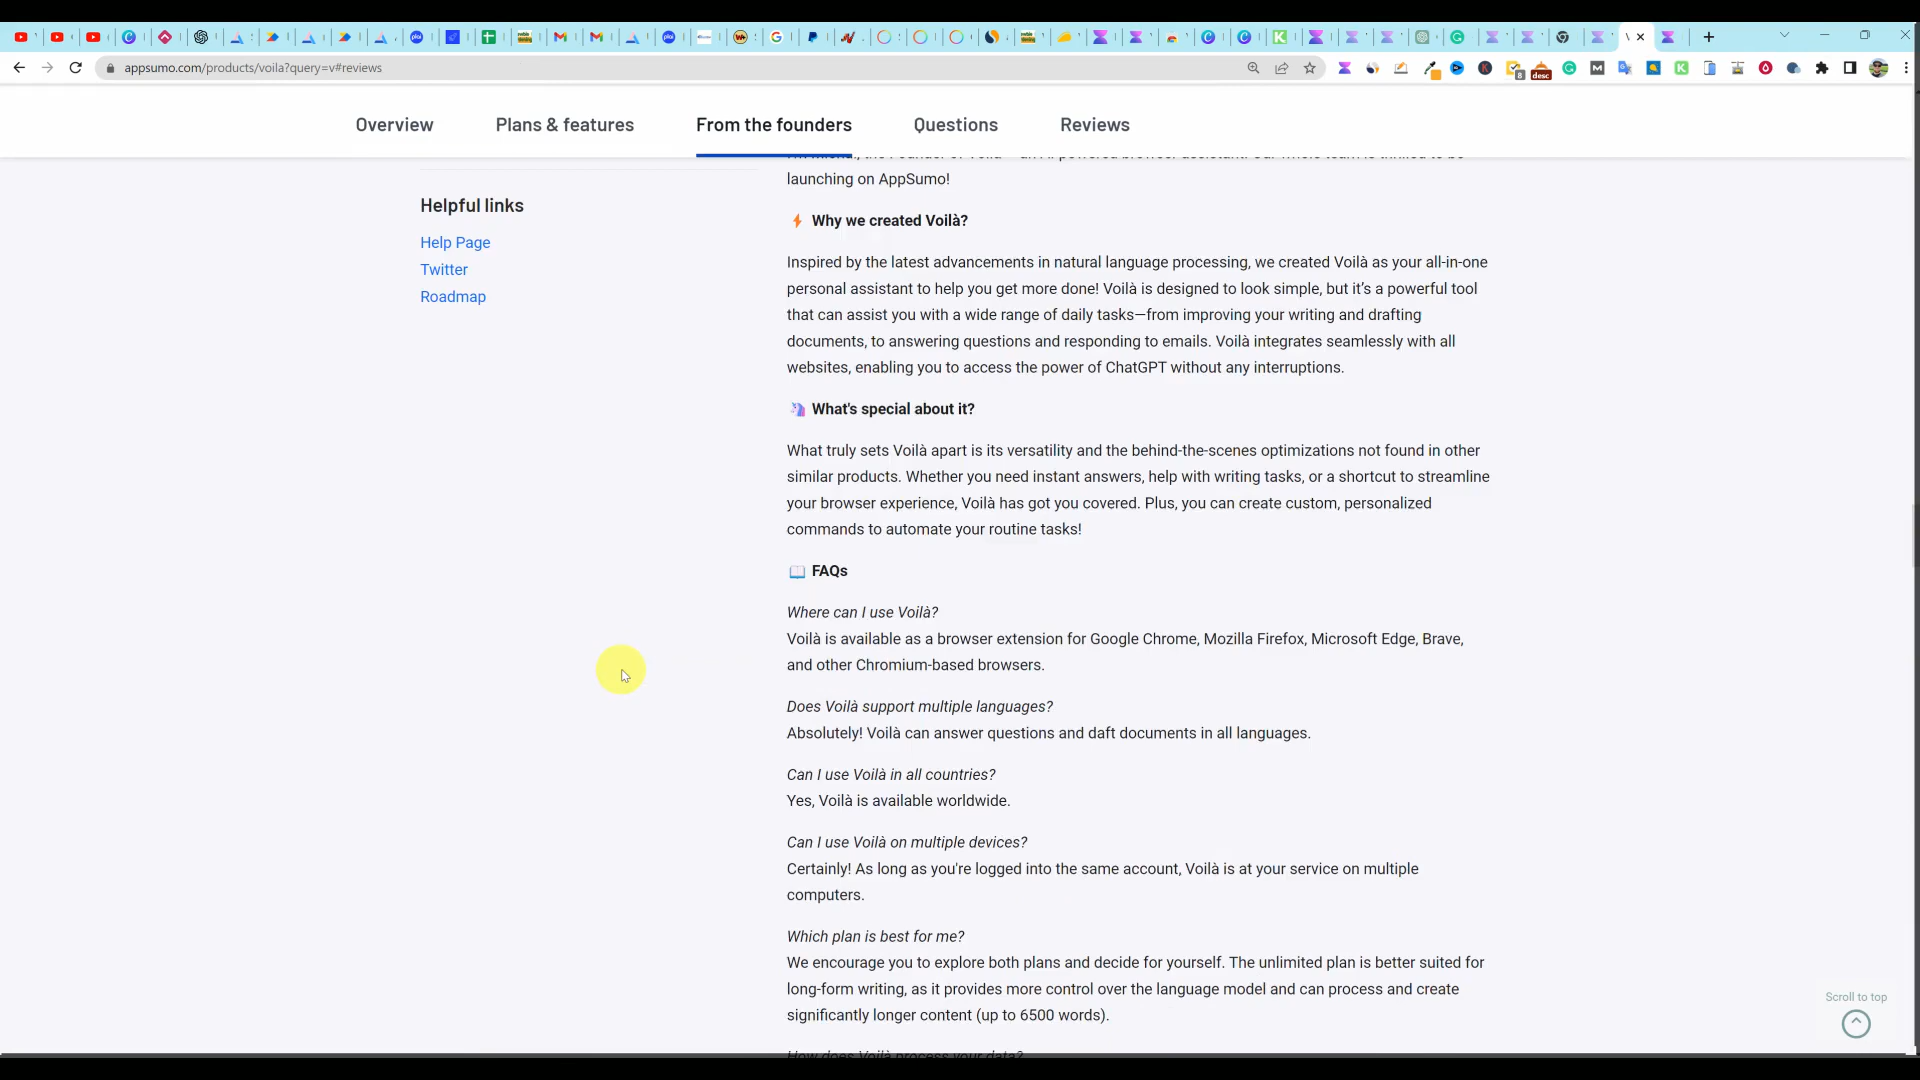 appsumo.com/products/voila?query=v#reviews
8
desc
Overview
Plans & features
From the founders
Questions
Reviews
launching on AppSumo!
Helpful links
Help Page
Twitter
Roadmap
Why we created Voilà?
Inspired by the latest advancements in natural language processing, we created Voilà as your all-in-one
personal assistant to help you get more done! Voilà is designed to look simple, but it’s a powerful tool
that can assist you with a wide range of daily tasks—from improving your writing and drafting
documents, to answering questions and responding to emails. Voilà integrates seamlessly with all
websites, enabling you to access the power of ChatGPT without any interruptions.
What's special about it?
What truly sets Voilà apart is its versatility and the behind-the-scenes optimizations not found in other
similar products. Whether you need instant answers, help with writing tasks, or a shortcut to streamline
your browser experience, Voilà has got you covered. Plus, you can create custom, personalized
commands to automate your routine tasks!
FAQs
Where can I use Voilà?
Voilà is available as a browser extension for Google Chrome, Mozilla Firefox, Microsoft Edge, Brave,
and other Chromium-based browsers.
Does Voilà support multiple languages?
Absolutely! Voilà can answer questions and daft documents in all languages.
Can I use Voilà in all countries?
Yes, Voilà is available worldwide.
Can I use Voilà on multiple devices?
Certainly! As long as you're logged into the same account, Voilà is at your service on multiple
computers.
Which plan is best for me?
We encourage you to explore both plans and decide for yourself. The unlimited plan is better suited for
long-form writing, as it provides more control over the language model and can process and create
significantly longer content (up to 6500 words).
How does Voilà process your data?
Scroll to top